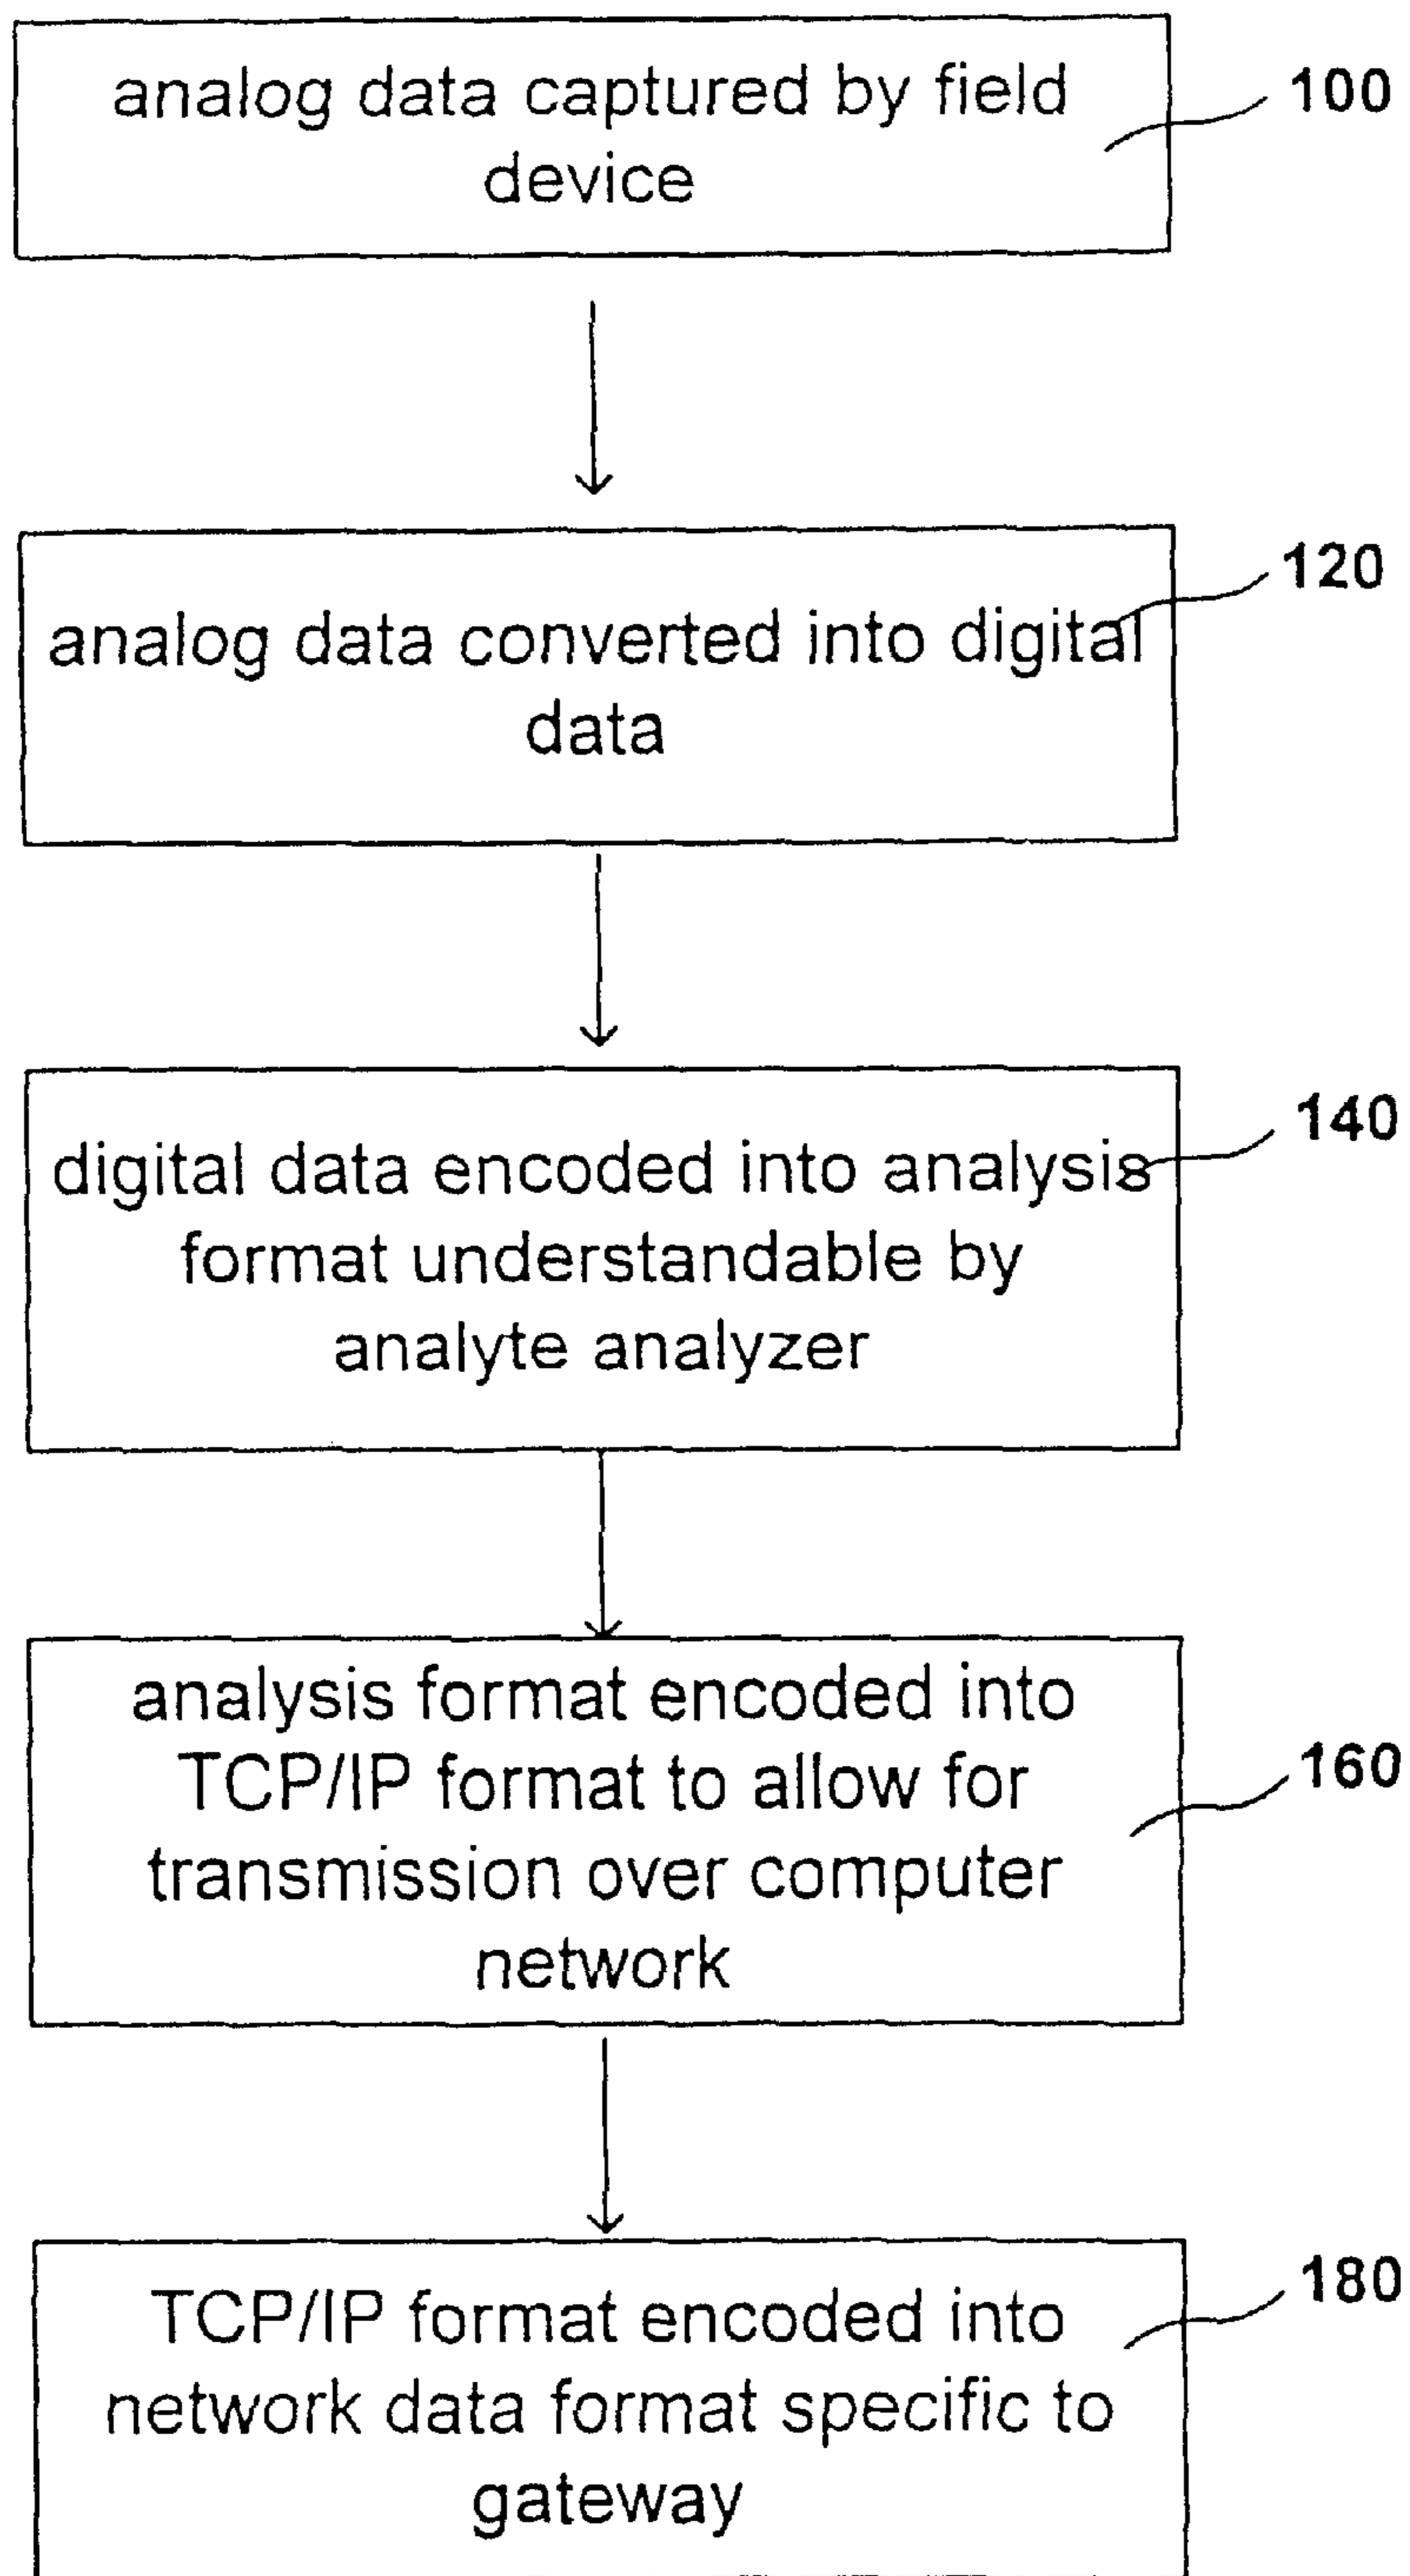 analog data captured by field
device
100
analog data converted into digital
data
120
digital data encoded into analysis
format understandable by
analyte analyzer
140
analysis format encoded into
TCP/IP format to allow for
transmission over computer
network
160
TCP/IP format encoded into
network data format specific to
gateway
180